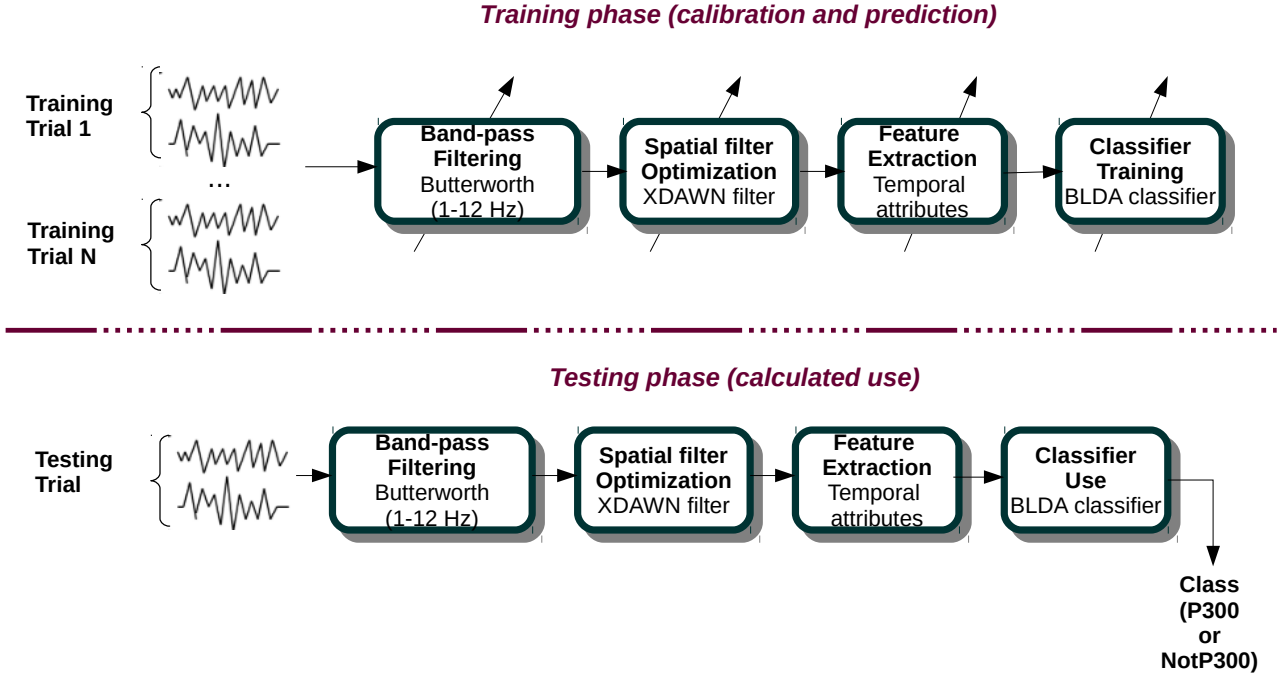 Training phase (calibration and prediction)
Training
Trial 1
...
Training
Trial N
Band-pass
Filtering
Butterworth
(1-12 Hz)
Spatial filter
Optimization
XDAWN filter
Feature
Extraction
Temporal
attributes
Classifier
Training
BLDA classifier
Testing phase (calculated use)
Testing
Trial
Band-pass
Filtering
Butterworth
(1-12 Hz)
Spatial filter
Optimization
XDAWN filter
Feature
Extraction
Temporal
attributes
Classifier
Use
BLDA classifier
Class
(P300
or
NotP300)